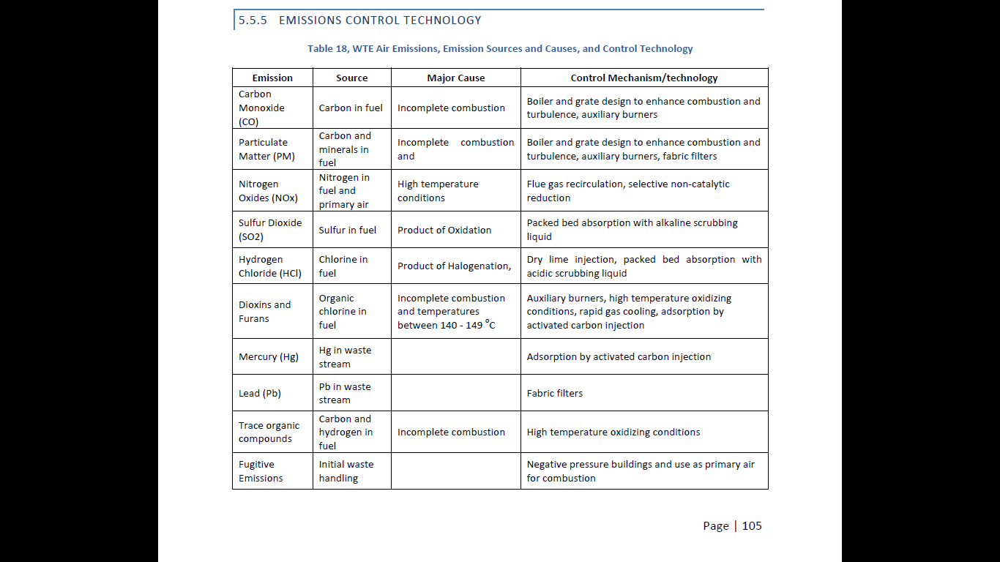 5.5.5 EMISSIONS CONTROL TECHNOLOGY
Table 18, WTE Air Emissions, Emission Sources and Causes, and Control Technology
Emission
Source
Major Cause
Control Mechanism/technology
Carbon
Monoxide
(CO)
Carbon in fuel
Incomplete combustion
Boiler and grate design to enhance combustion and
turbulence, auxiliary burners
Particulate
Matter (PM)
Carbon and
minerals in
fuel
Incomplete combustion
and
Boiler and grate design to enhance combustion and
turbulence, auxiliary burners, fabric filters
Nitrogen
Oxides (NOx)
Nitrogen in
fuel and
primary air
High temperature
conditions
Flue gas recirculation, selective non-catalytic
reduction
Sulfur Dioxide
(SO2)
Sulfur in fuel
Product of Oxidation
Packed bed absorption with alkaline scrubbing
liquid
Hydrogen
Chloride (HCl)
Chlorine in
fuel
Product of Halogenation,
Dry lime injection, packed bed absorption with
acidic scrubbing liquid
Dioxins and
Furans
Organic
chlorine in
fuel
Incomplete combustion
and temperatures
between 140 - 149 °C
Auxiliary burners, high temperature oxidizing
conditions, rapid gas cooling, adsorption by
activated carbon injection
Mercury (Hg)
Hg in waste
stream
Adsorption by activated carbon injection
Lead (Pb)
Pb in waste
stream
Fabric filters
Trace organic
compounds
Carbon and
hydrogen in
fuel
Incomplete combustion
High temperature oxidizing conditions
Fugitive
Emissions
Initial waste
handling
Negative pressure buildings and use as primary air
for combustion
Page | 105